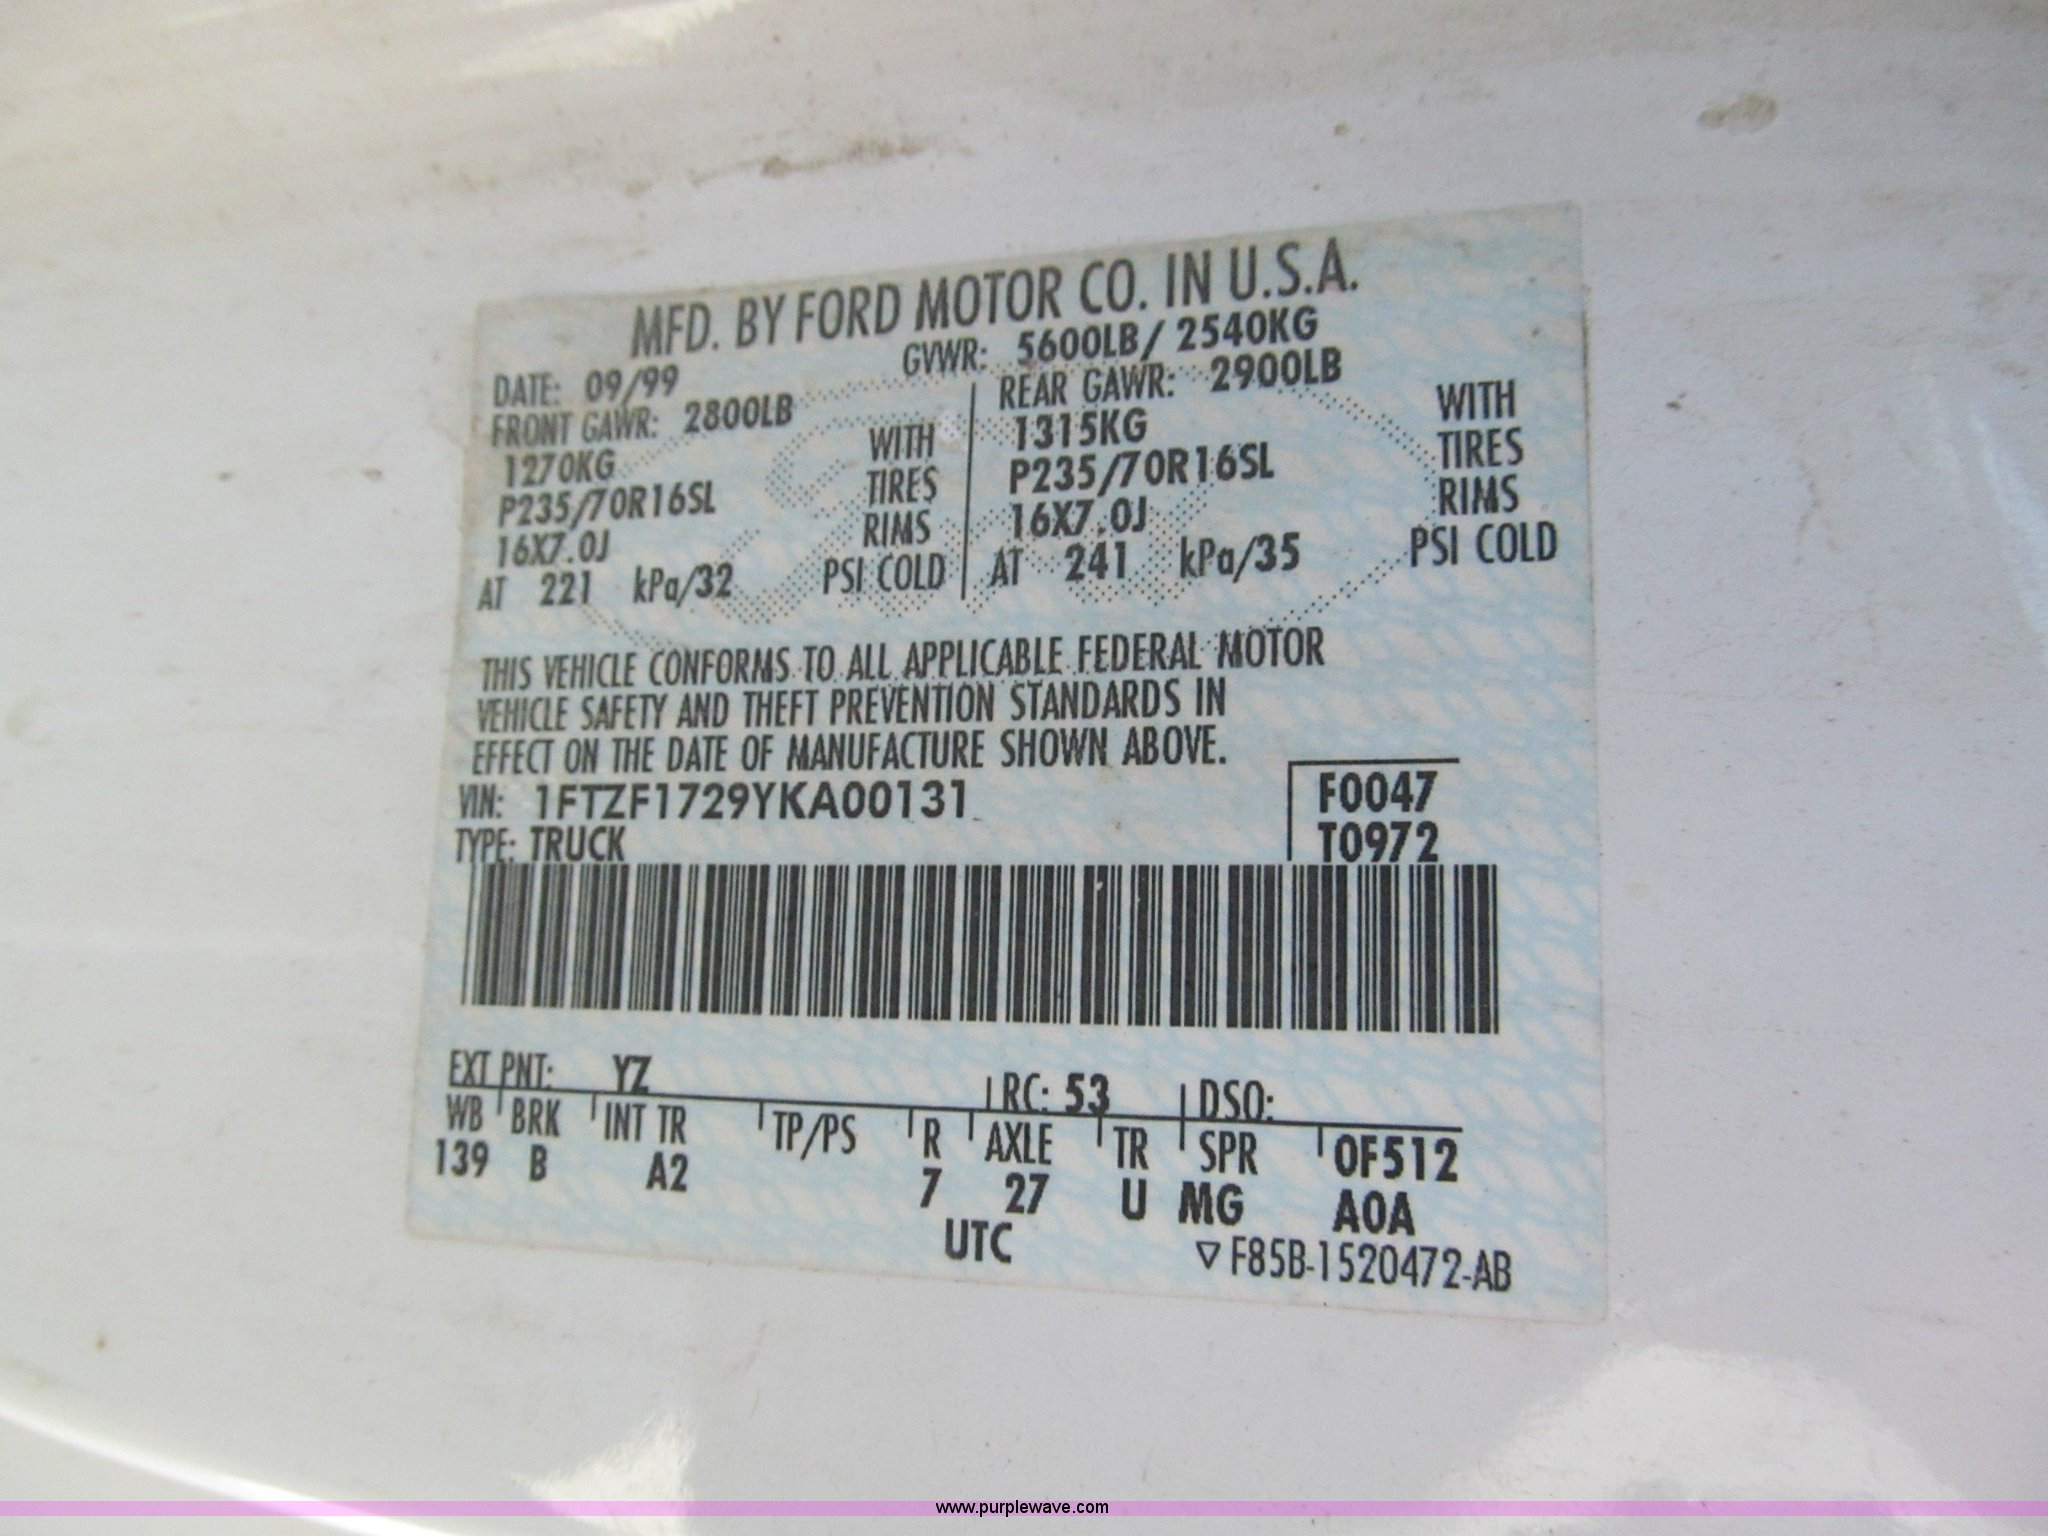 MFD. BY FORD MOTOR CO. IN U.S.A.
DATE: 09/99 GVWR: 5600LB/ 2540KG
FRONT GAWR: 2800LB REAR GAWR: 2900LB
1270KG WITH 1315KG WITH
P235/70R16SL TIRES P235/70R16SL TIRES
16X7.0J RIMS 16X7.0J RIMS
AT 221 kPa/32 PSI COLD AT 241 kPa/35 PSI COLD
THIS VEHICLE CONFORMS TO ALL APPLICABLE FEDERAL MOTOR
VEHICLE SAFETY AND THEFT PREVENTION STANDARDS IN
EFFECT ON THE DATE OF MANUFACTURE SHOWN ABOVE.
VIN: 1FTZF1729YKA00131 F0047
TYPE: TRUCK T0972
EXT PNT: YZ RC: 53 DSO:
WB BRK INT TR TP/PS R AXLE TR SPR 0F512
139 B A2 7 27 U MG A0A
UTC ▽F85B-1520472-AB
www.purplewave.com